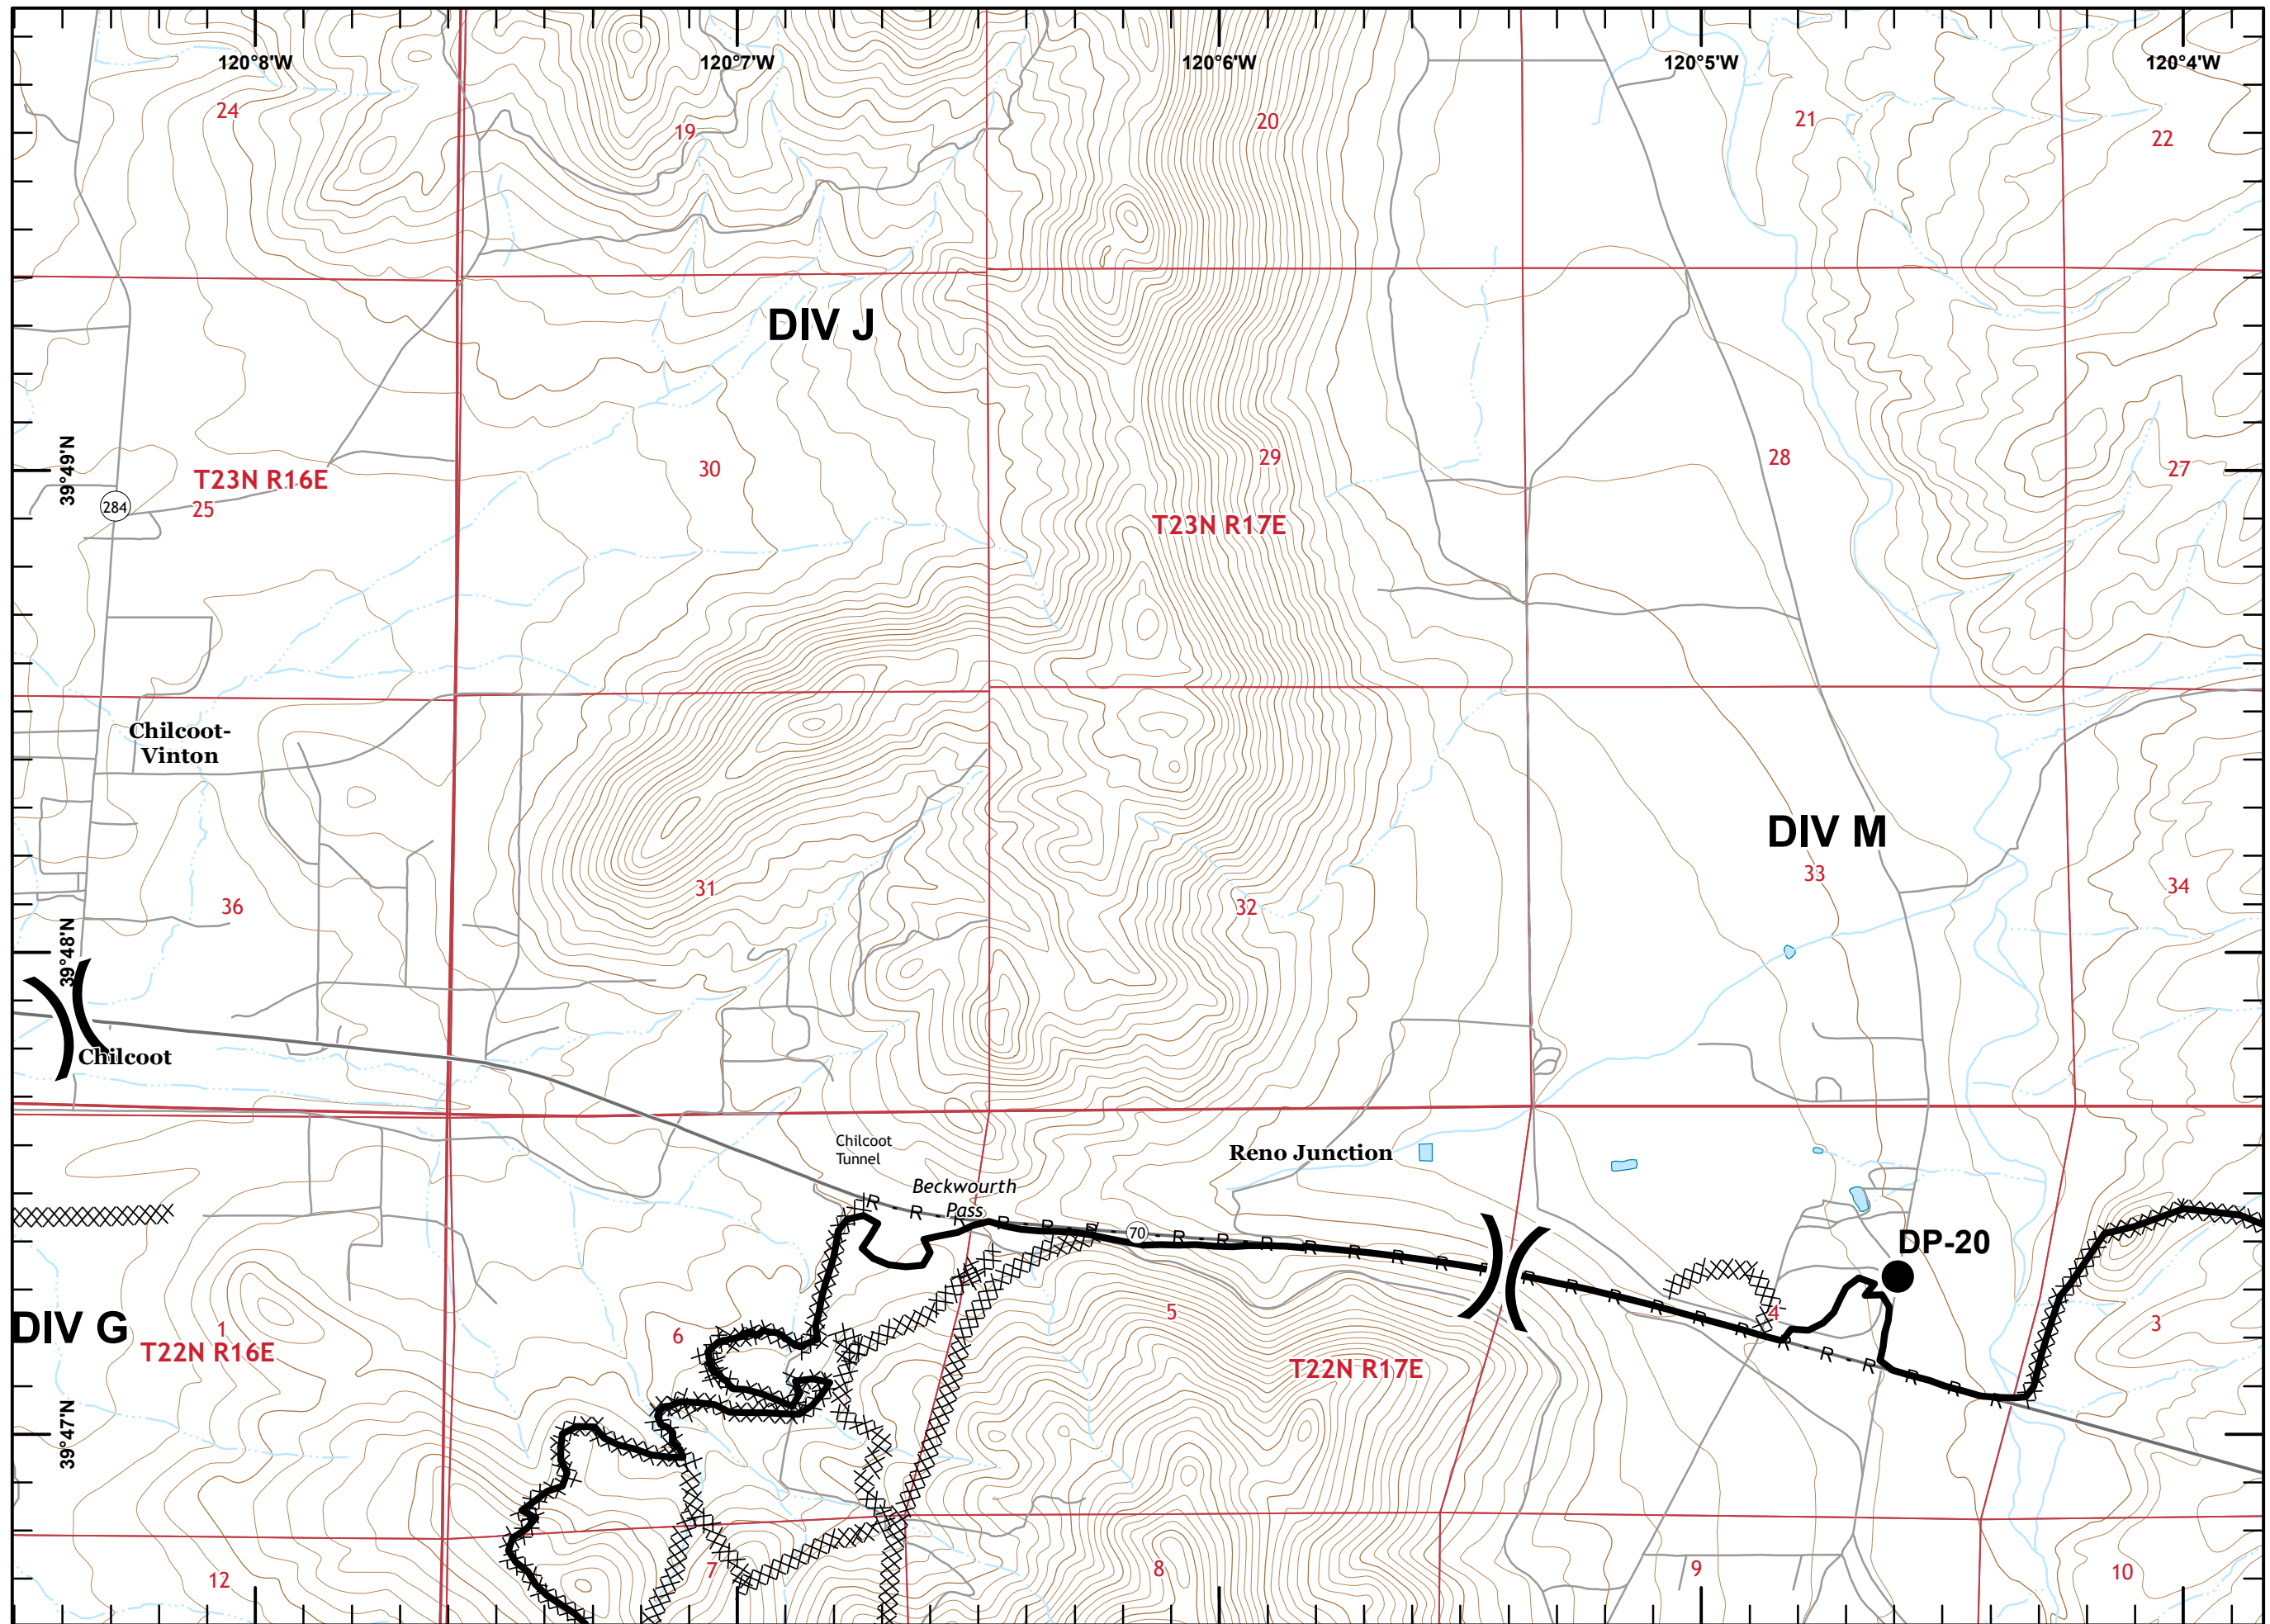 120°8'W
120°7'W
120°6'W
120°5'W
120°4'W
24
19
20
21
22
DIV J
39°49'N
T23N R16E
25
284
30
29
28
27
T23N R17E
Chilcoot-
Vinton
DIV M
36
31
32
33
34
39°48'N
Chilcoot
Chilcoot
Tunnel
Reno Junction
Beckwourth
Pass
R R R R R R R R R R R R R R R R R R R R R R R R R R R
70
DP-20
DIV G
1
T22N R16E
6
5
4
3
T22N R17E
39°47'N
12
7
8
9
10